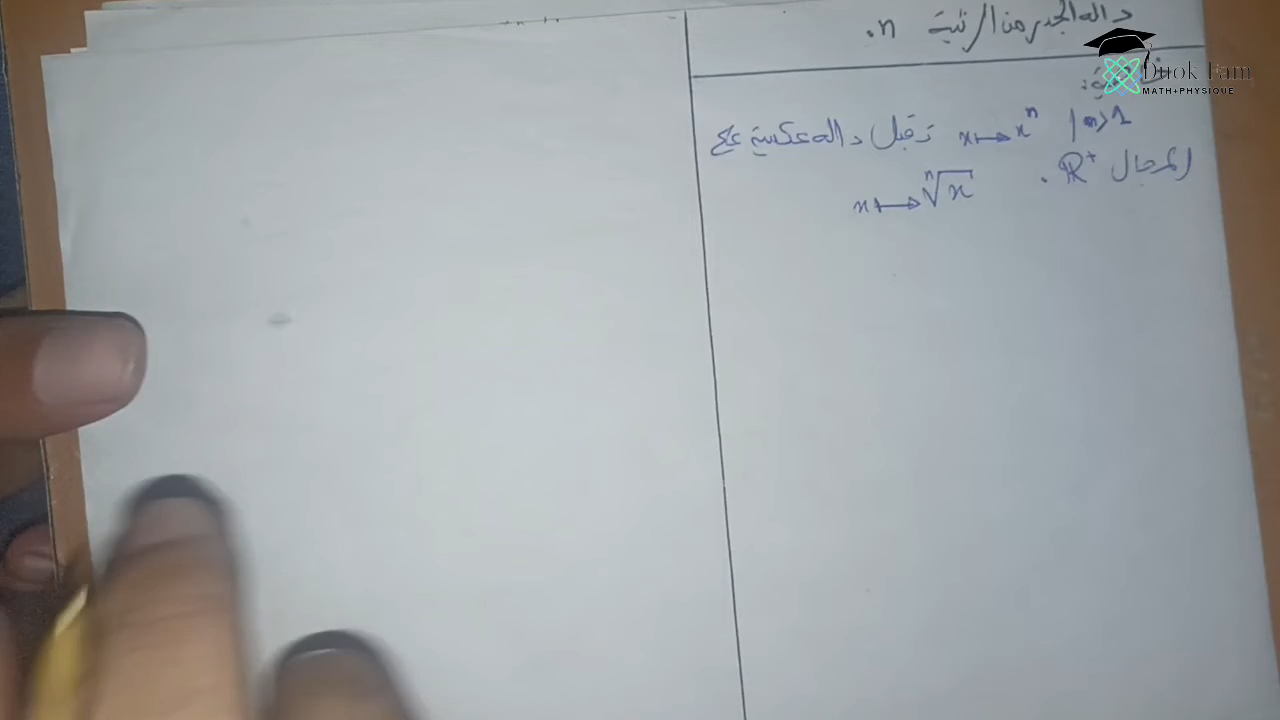 دالة الجذر من الرتبة n.
n>1 / x ↦ xⁿ تقبل دالة عكسية على
المجال ℝ⁺.
x ↦ ⁿ√x
Duok Fam
MATH+PHYSIQUE